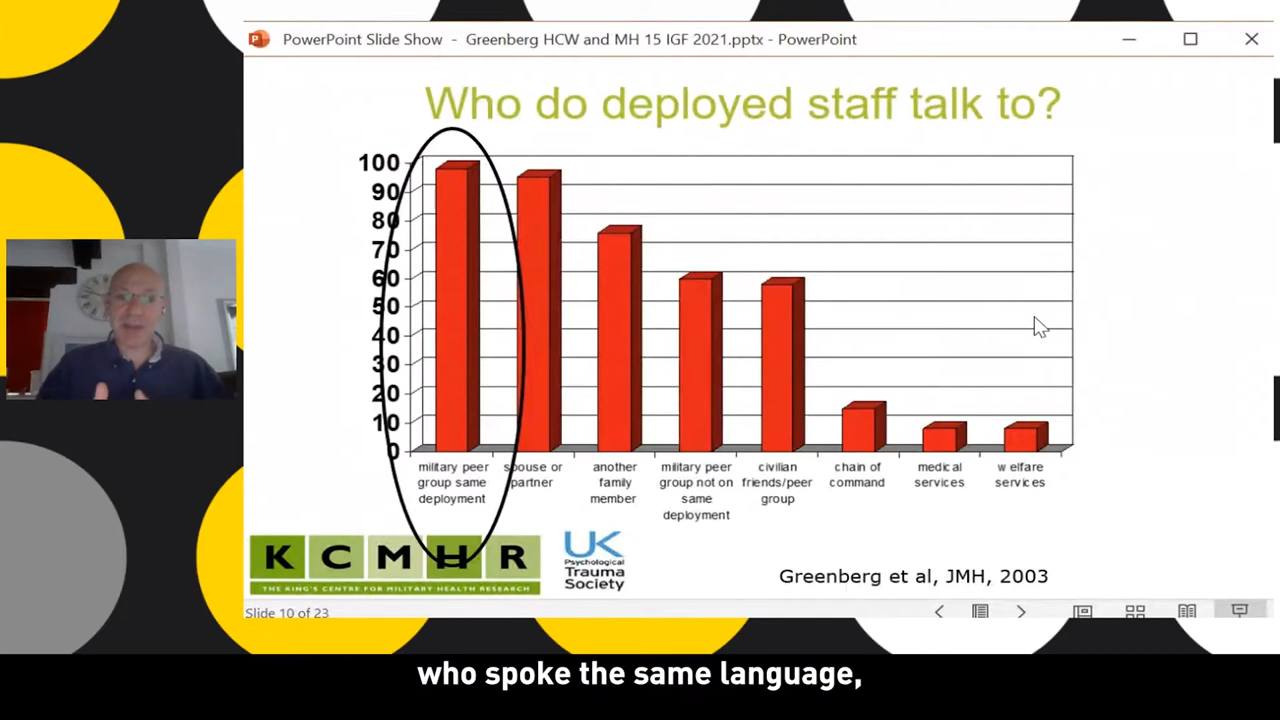 PowerPoint Slide Show - Greenberg HCW and MH 15 IGF 2021.pptx - PowerPoint
Who do deployed staff talk to?
100
90
80
70
60
50
40
30
20
10
0
military peer
group same
deployment
spouse or
partner
another
family
member
military peer
group not on
same
deployment
civilian
friends/peer
group
chain of
command
medical
services
welfare
services
KCMHR
THE KING'S CENTRE FOR MILITARY HEALTH RESEARCH
UK
Psychological
Trauma
Society
Greenberg et al, JMH, 2003
Slide 10 of 23
who spoke the same language,